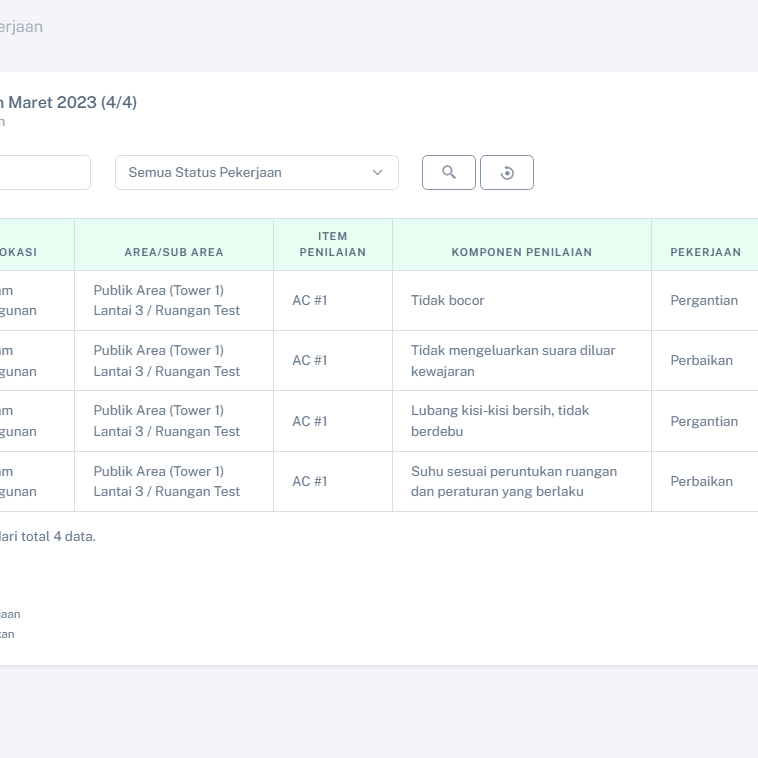 erjaan
n Maret 2023 (4/4)
n
Semua Status Pekerjaan
OKASI
AREA/SUB AREA
ITEM
PENILAIAN
KOMPONEN PENILAIAN
PEKERJAAN
am
gunan
Publik Area (Tower 1)
Lantai 3 / Ruangan Test
AC #1
Tidak bocor
Pergantian
am
gunan
Publik Area (Tower 1)
Lantai 3 / Ruangan Test
AC #1
Tidak mengeluarkan suara diluar
kewajaran
Perbaikan
am
gunan
Publik Area (Tower 1)
Lantai 3 / Ruangan Test
AC #1
Lubang kisi-kisi bersih, tidak
berdebu
Pergantian
am
gunan
Publik Area (Tower 1)
Lantai 3 / Ruangan Test
AC #1
Suhu sesuai peruntukan ruangan
dan peraturan yang berlaku
Perbaikan
dari total 4 data.
jaan
kan